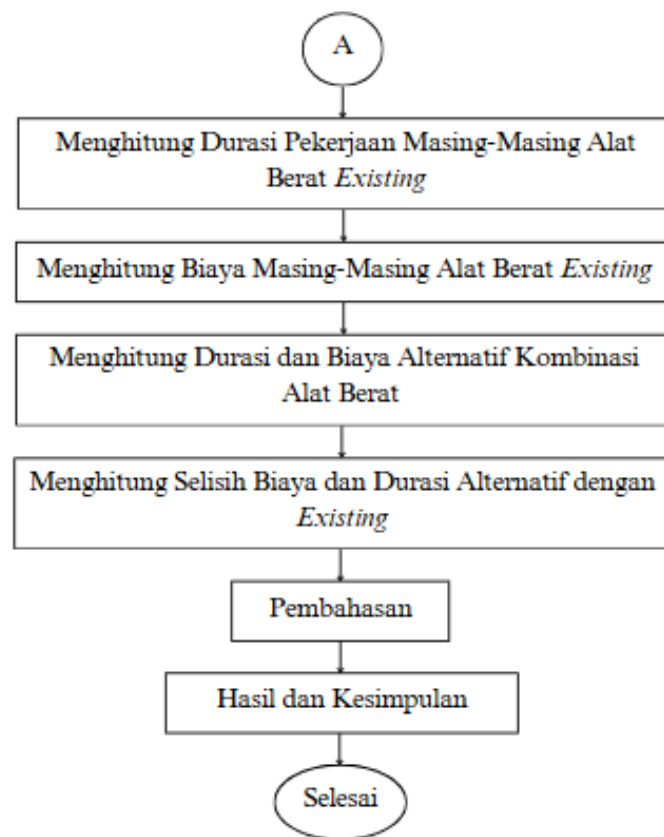 A
Menghitung Durasi Pekerjaan Masing-Masing Alat
Berat Existing
Menghitung Biaya Masing-Masing Alat Berat Existing
Menghitung Durasi dan Biaya Alternatif Kombinasi
Alat Berat
Menghitung Selisih Biaya dan Durasi Alternatif dengan
Existing
Pembahasan
Hasil dan Kesimpulan
Selesai